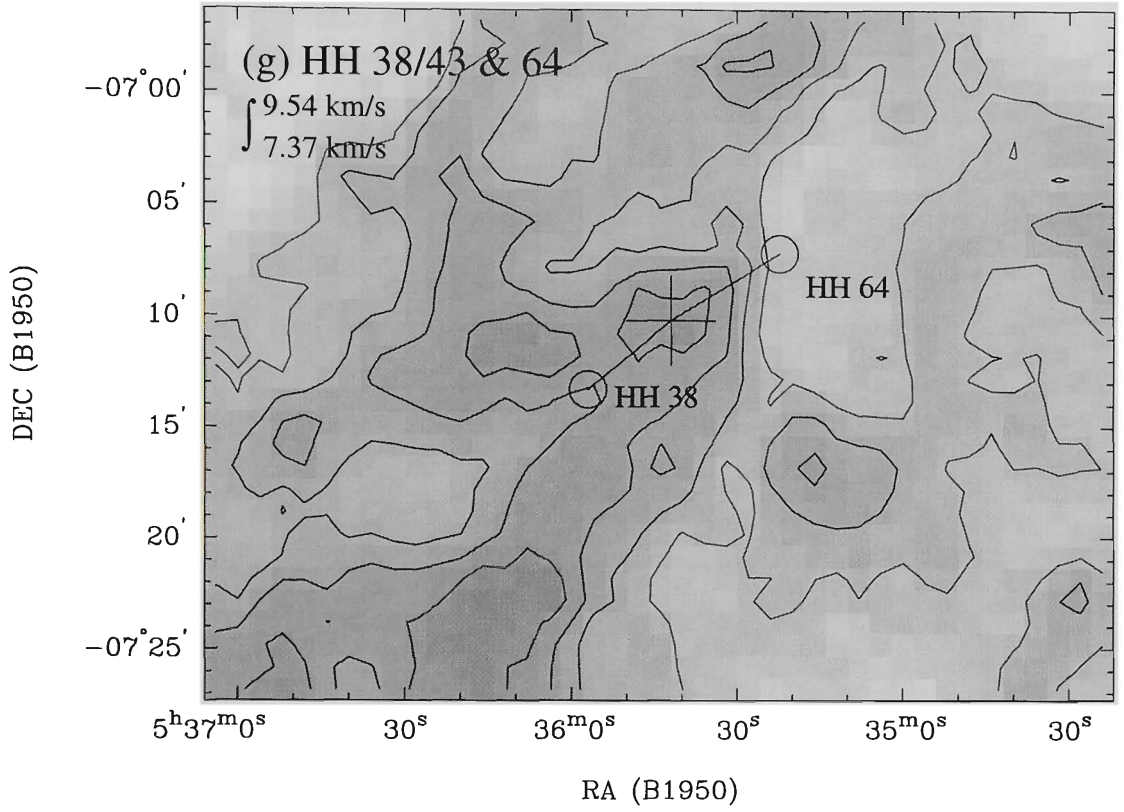 (g) HH 38/43 & 64
∫ 9.54 km/s
7.37 km/s
−07°00′
05′
10′
15′
20′
−07°25′
DEC (B1950)
HH 64
HH 38
5ʰ37ᵐ0ˢ
30ˢ
36ᵐ0ˢ
30ˢ
35ᵐ0ˢ
30ˢ
RA (B1950)